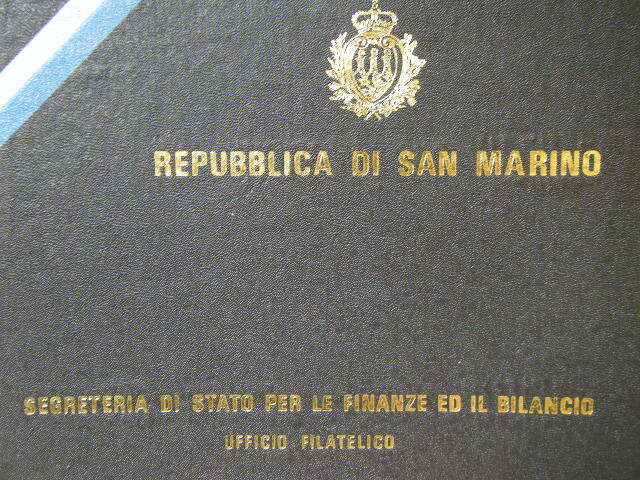 REPUBBLICA DI SAN MARINO
SEGRETERIA DI STATO PER LE FINANZE ED IL BILANCIO
UFFICIO FILATELICO